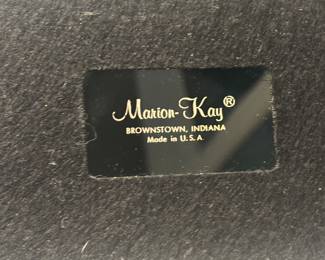 Marion-Kay®
BROWNSTOWN, INDIANA
Made in U.S.A